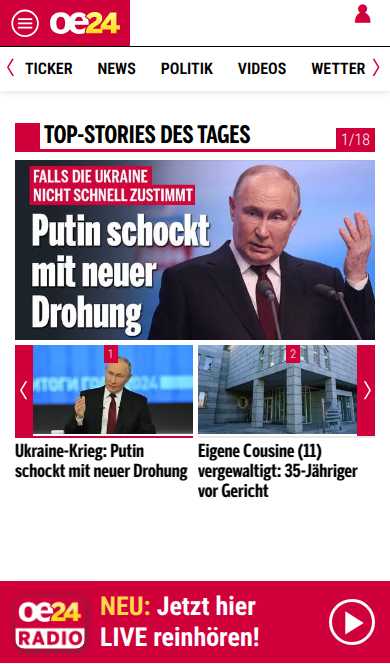 oe24
TICKER NEWS POLITIK VIDEOS WETTER
TOP-STORIES DES TAGES
1/18
FALLS DIE UKRAINE
NICHT SCHNELL ZUSTIMMT
Putin schockt
mit neuer
Drohung
1
2
Ukraine-Krieg: Putin
schockt mit neuer Drohung
Eigene Cousine (11)
vergewaltigt: 35-Jähriger
vor Gericht
oe24
RADIO
NEU: Jetzt hier
LIVE reinhören!